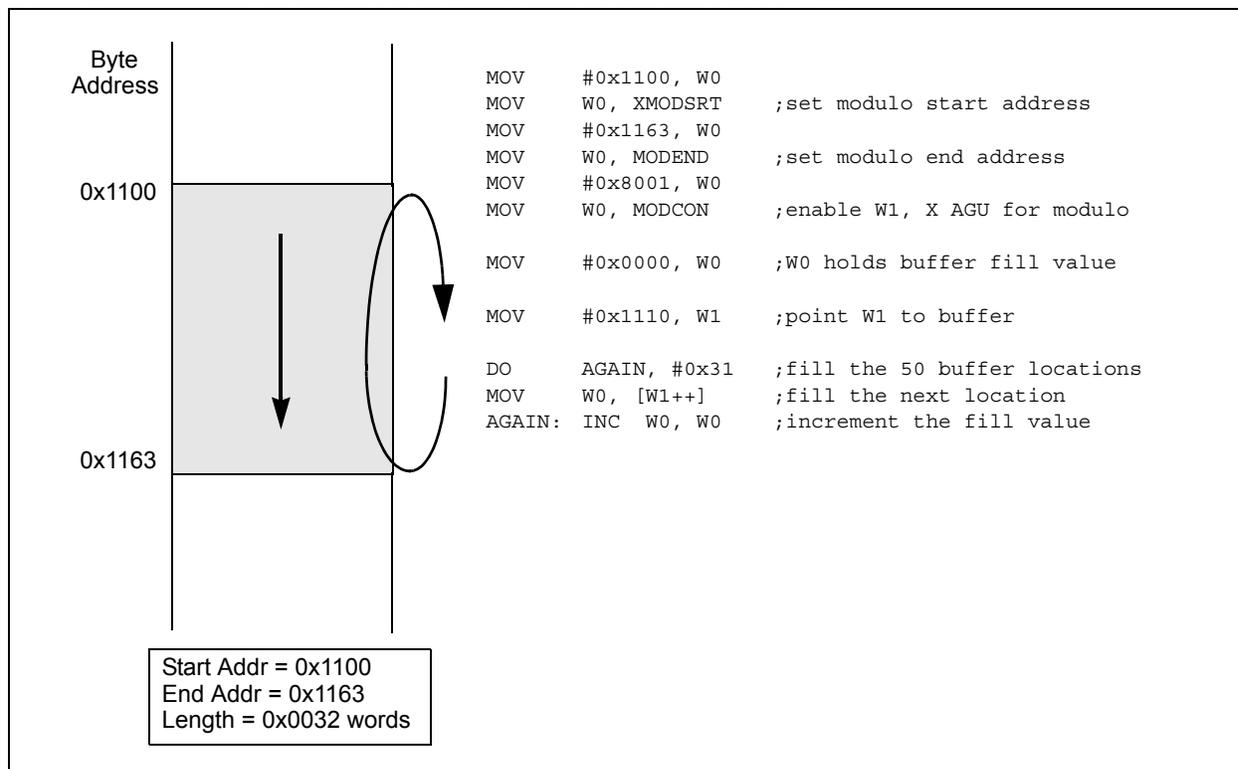 Byte
Address
0x1100
0x1163
MOV #0x1100, W0
MOV W0, XMODSRT ;set modulo start address
MOV #0x1163, W0
MOV W0, MODEND ;set modulo end address
MOV #0x8001, W0
MOV W0, MODCON ;enable W1, X AGU for modulo
MOV #0x0000, W0 ;W0 holds buffer fill value
MOV #0x1110, W1 ;point W1 to buffer
DO AGAIN, #0x31 ;fill the 50 buffer locations
MOV W0, [W1++] ;fill the next location
AGAIN: INC W0, W0 ;increment the fill value
Start Addr = 0x1100
End Addr = 0x1163
Length = 0x0032 words